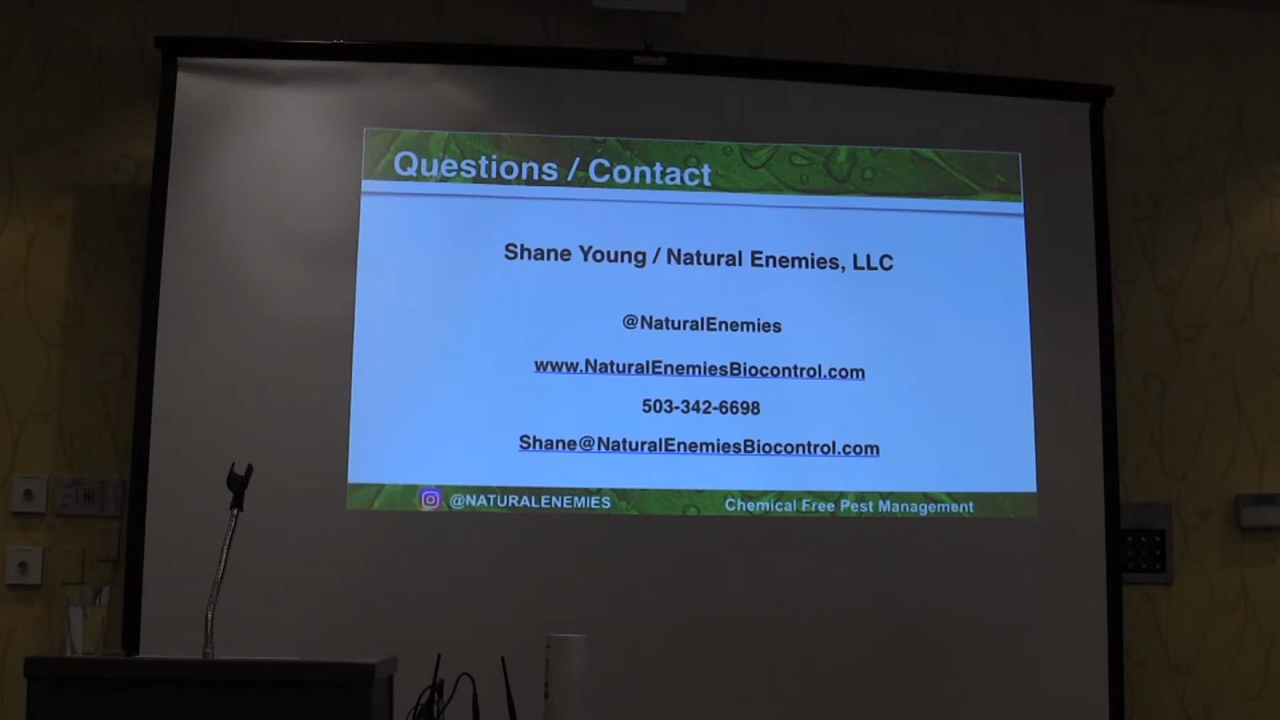 Questions / Contact
Shane Young / Natural Enemies, LLC
@NaturalEnemies
www.NaturalEnemiesBiocontrol.com
503-342-6698
Shane@NaturalEnemiesBiocontrol.com
@NATURALENEMIES Chemical Free Pest Management